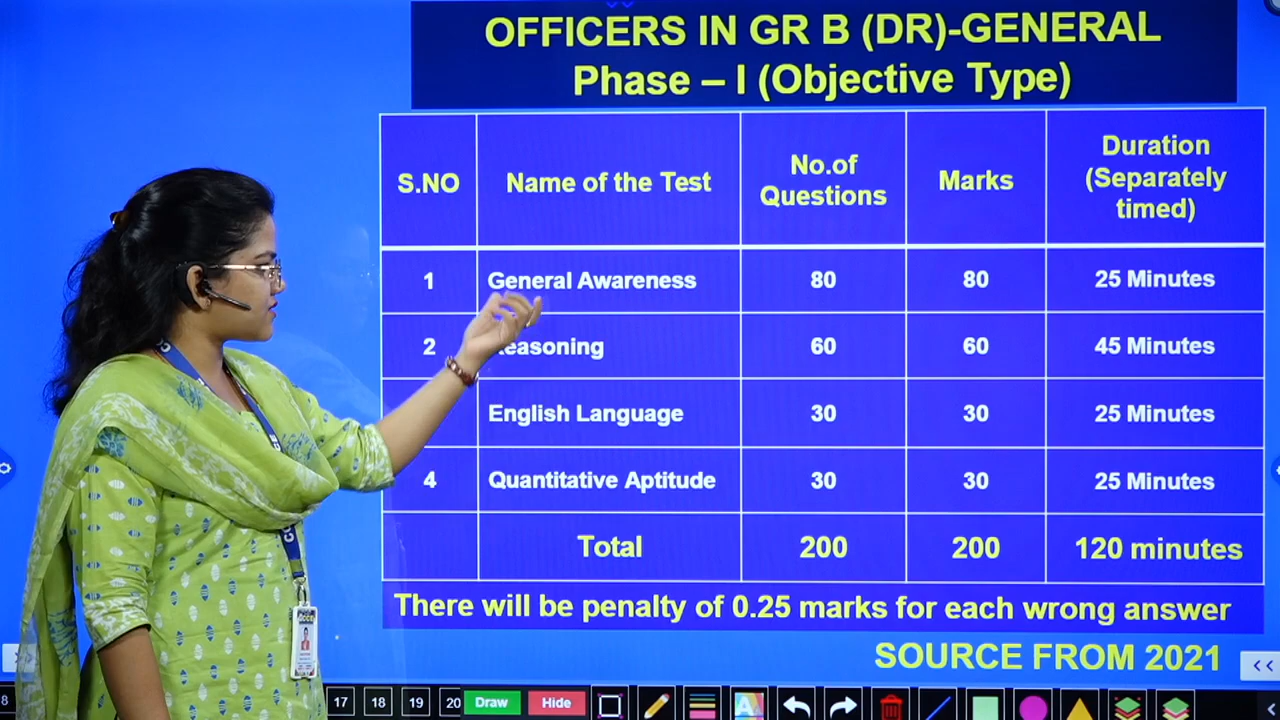 OFFICERS IN GR B (DR)-GENERAL
Phase – I (Objective Type)
S.NO Name of the Test No.of Questions Marks Duration (Separately timed)
1 General Awareness 80 80 25 Minutes
2 60 60 45 Minutes
English Language 30 30 25 Minutes
4 Quantitative Aptitude 30 30 25 Minutes
Total 200 200 120 minutes
There will be penalty of 0.25 marks for each wrong answer
SOURCE FROM 2021
8 17 18 19 20 Draw Hide